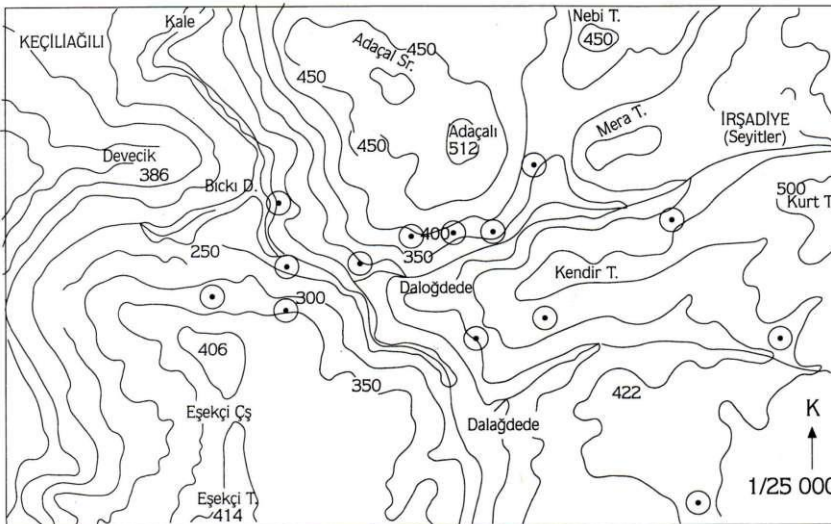 Kale
Nebi T.
450
KEÇİLİAĞILI
450
Adaçal Sr.
450
Mera T.
İRŞADİYE
(Seyitler)
450
Adaçalı
512
Devecik
386
Bıckı D.
500
Kurt T
400
350
250
Kendir T.
Daloğdede
300
406
350
422
Eşekçi Çş
Dalağdede
K
1/25 000
Eşekçi T.
414